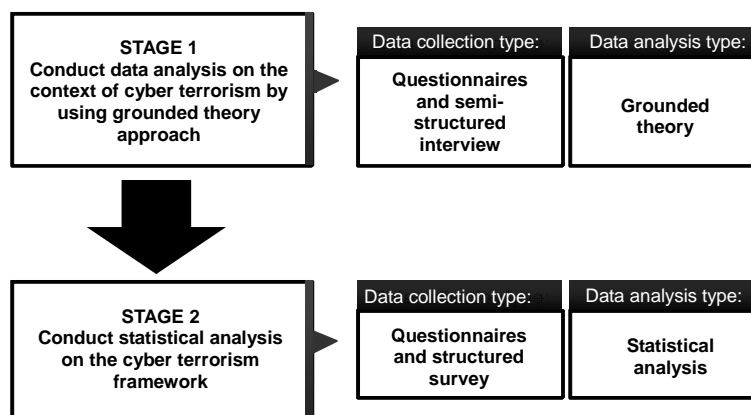 STAGE 1
Conduct data analysis on the
context of cyber terrorism by
using grounded theory
approach
Data collection type:
Questionnaires
and semi-
structured
interview
Data analysis type:
Grounded
theory
STAGE 2
Conduct statistical analysis
on the cyber terrorism
framework
Data collection type:
Questionnaires
and structured
survey
Data analysis type:
Statistical
analysis